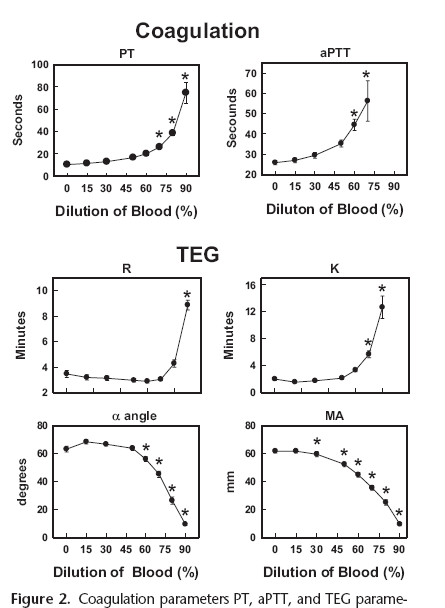 Coagulation
PT
aPTT
Seconds
100
80
60
40
20
0
*
*
*
0 15 30 45 60 75 90
Dilution of Blood (%)
Secounds
70
60
50
40
30
20
*
*
0 15 30 45 60 75 90
Diluton of Blood (%)
TEG
R
K
Minutes
10
8
6
4
2
*
Minutes
16
12
8
4
0
*
*
α angle
MA
degrees
80
60
40
20
0
*
*
*
*
0 15 30 45 60 75 90
Dilution of Blood (%)
mm
80
60
40
20
0
*
*
*
*
*
*
0 15 30 45 60 75 90
Dilution of Blood (%)
Figure 2. Coagulation parameters PT, aPTT, and TEG parame-